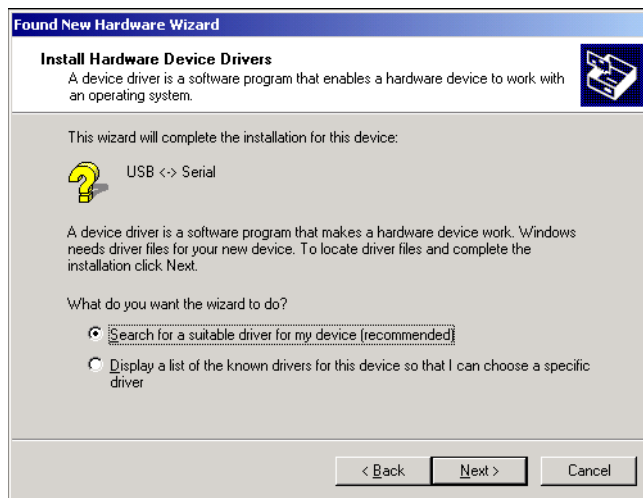 Found New Hardware Wizard
Install Hardware Device Drivers
A device driver is a software program that enables a hardware device to work with
an operating system.
This wizard will complete the installation for this device:
USB <-> Serial
A device driver is a software program that makes a hardware device work. Windows
needs driver files for your new device. To locate driver files and complete the
installation click Next.
What do you want the wizard to do?
Search for a suitable driver for my device (recommended)
Display a list of the known drivers for this device so that I can choose a specific
driver
< Back
Next >
Cancel